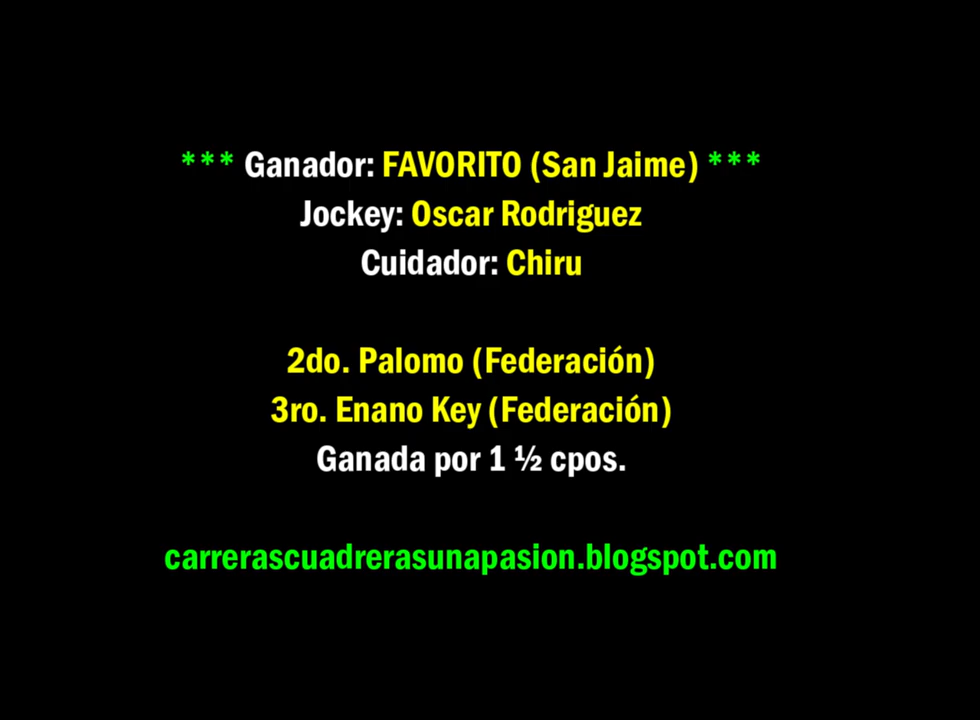 *** Ganador: FAVORITO (San Jaime) ***
Jockey: Oscar Rodriguez
Cuidador: Chiru
2do. Palomo (Federación)
3ro. Enano Key (Federación)
Ganada por 1 ½ cpos.
carrerascuadrerasunapasion.blogspot.com